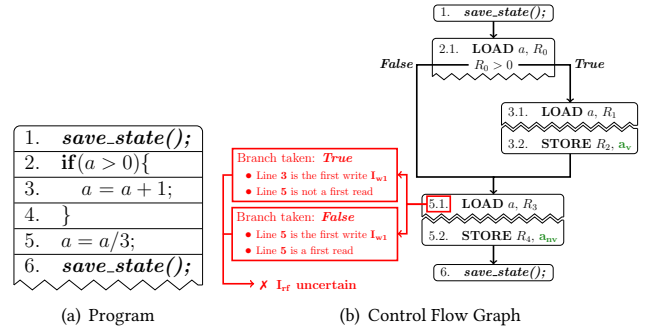 1. save_state();
2. if(a > 0){
3. a = a + 1;
4. }
5. a = a/3;
6. save_state();
(a) Program
1. save_state();
2.1. LOAD a, R0
False R0 > 0 True
3.1. LOAD a, R1
3.2. STORE R2, av
Branch taken: True
• Line 3 is the first write Iw1
• Line 5 is not a first read
Branch taken: False
• Line 5 is the first write Iw1
• Line 5 is a first read
✗ Irf uncertain
5.1. LOAD a, R3
5.2. STORE R4, anv
6. save_state();
(b) Control Flow Graph